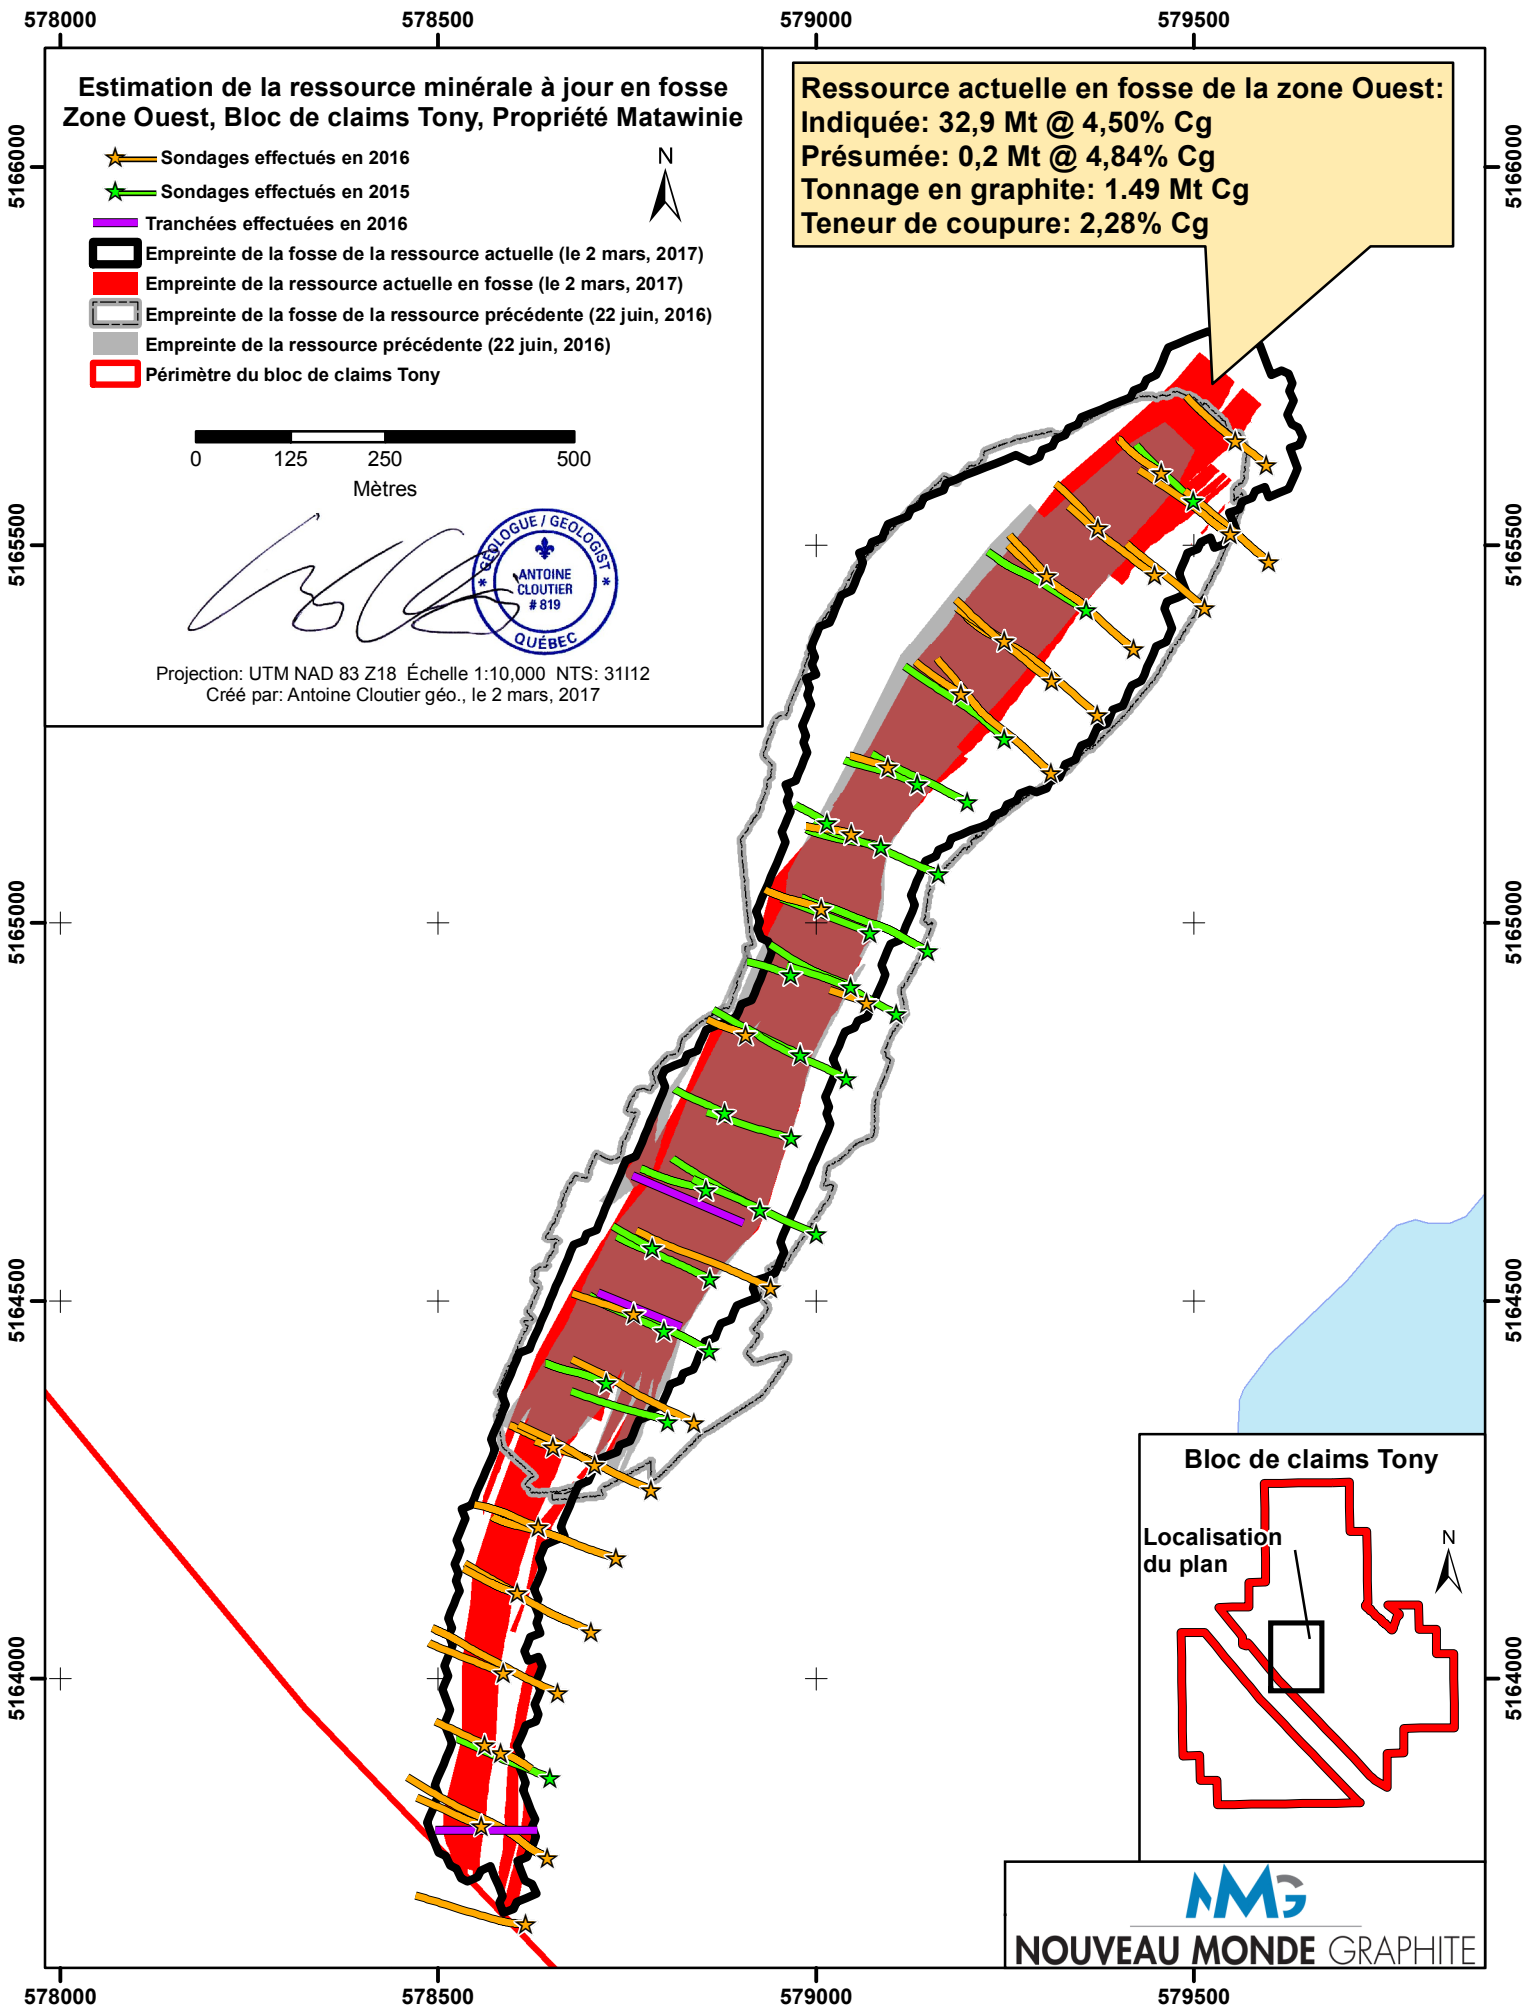 578000
578500
579000
579500
Estimation de la ressource minérale à jour en fosse
Zone Ouest, Bloc de claims Tony, Propriété Matawinie
Sondages effectués en 2016
Sondages effectués en 2015
Tranchées effectuées en 2016
Empreinte de la fosse de la ressource actuelle (le 2 mars, 2017)
Empreinte de la ressource actuelle en fosse (le 2 mars, 2017)
Empreinte de la fosse de la ressource précédente (22 juin, 2016)
Empreinte de la ressource précédente (22 juin, 2016)
Périmètre du bloc de claims Tony
N
0 125 250 500
Mètres
GÉOLOGUE / GEOLOGIST
ANTOINE
CLOUTIER
# 819
QUÉBEC
Projection: UTM NAD 83 Z18 Échelle 1:10,000 NTS: 31I12
Créé par: Antoine Cloutier géo., le 2 mars, 2017
Ressource actuelle en fosse de la zone Ouest:
Indiquée: 32,9 Mt @ 4,50% Cg
Présumée: 0,2 Mt @ 4,84% Cg
Tonnage en graphite: 1.49 Mt Cg
Teneur de coupure: 2,28% Cg
5166000
5165500
5165000
5164500
5164000
5166000
5165500
5165000
5164500
5164000
Bloc de claims Tony
Localisation
du plan
N
NMG
NOUVEAU MONDE GRAPHITE
578000
578500
579000
579500